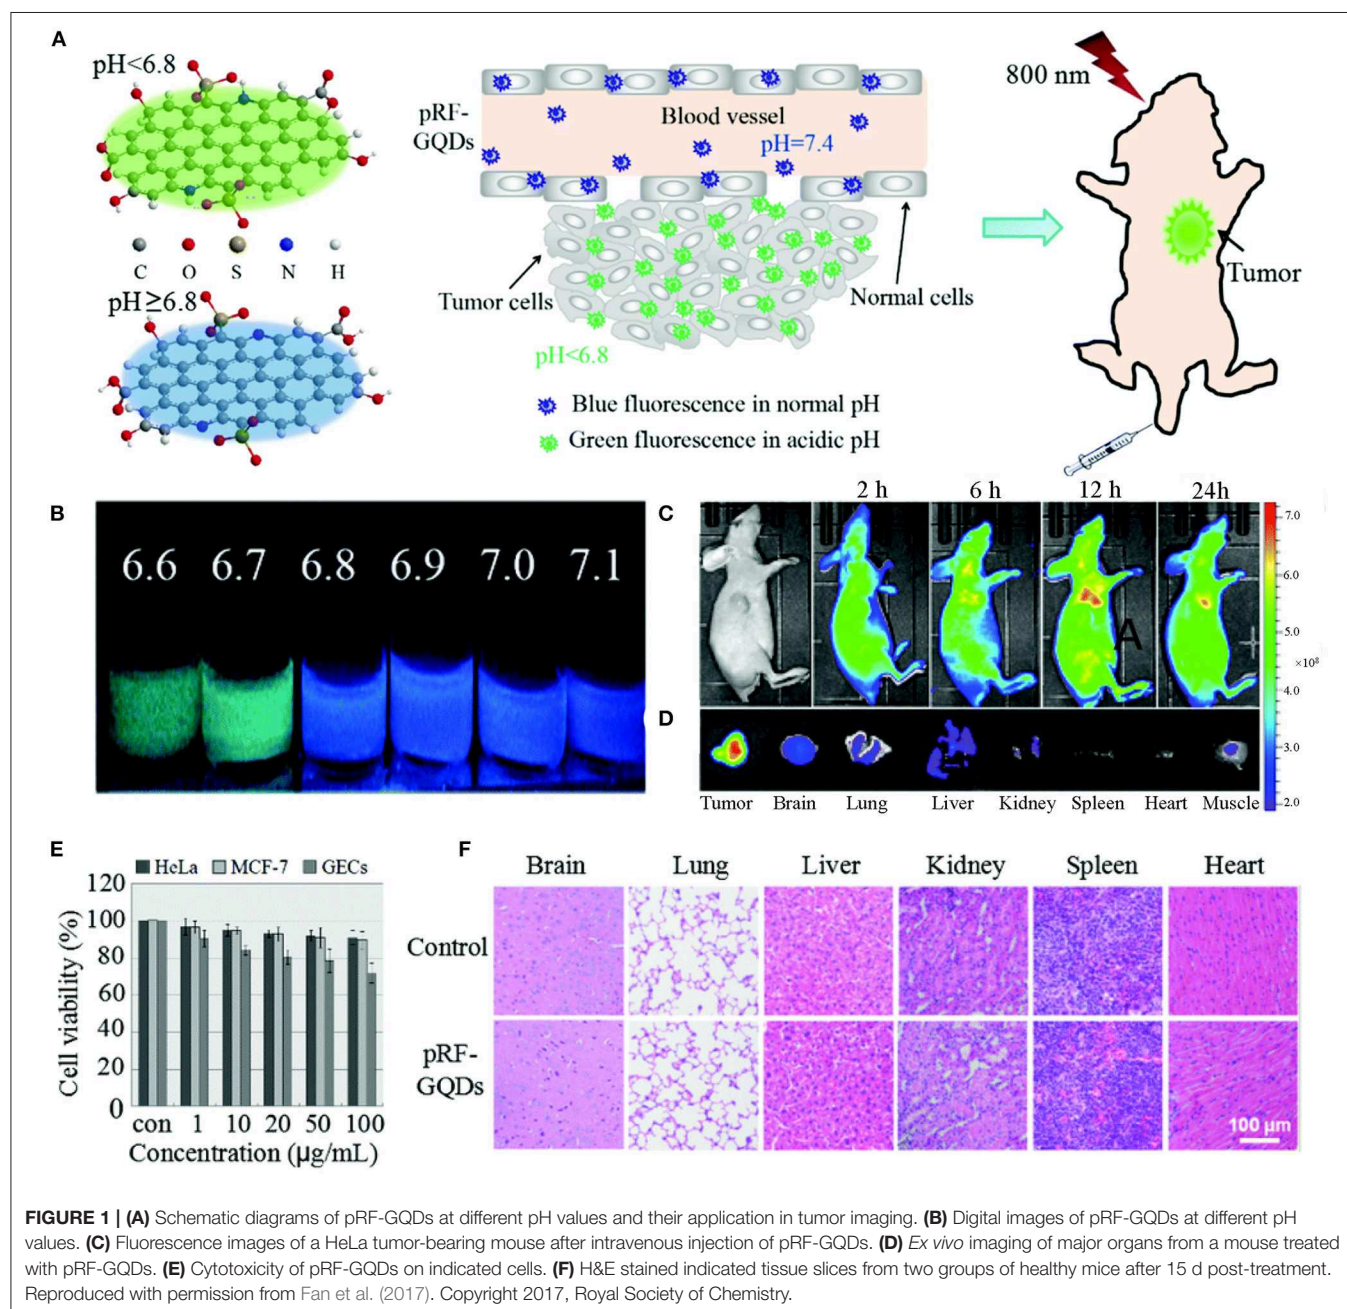 A
pH<6.8
C O S N H
pH≥6.8
pRF-
GQDs
Blood vessel
pH=7.4
Tumor cells
Normal cells
pH<6.8
Blue fluorescence in normal pH
Green fluorescence in acidic pH
800 nm
Tumor
B
6.6 6.7 6.8 6.9 7.0 7.1
C
2 h 6 h 12 h 24h
A
7.0
6.0
5.0
×10⁸
4.0
3.0
2.0
D
Tumor Brain Lung Liver Kidney Spleen Heart Muscle
E
HeLa MCF-7 GECs
120
100
80
60
40
20
0
Cell viability (%)
con 1 10 20 50 100
Concentration (μg/mL)
F
Brain Lung Liver Kidney Spleen Heart
Control
pRF-
GQDs
100 μm
FIGURE 1 | (A) Schematic diagrams of pRF-GQDs at different pH values and their application in tumor imaging. (B) Digital images of pRF-GQDs at different pH
values. (C) Fluorescence images of a HeLa tumor-bearing mouse after intravenous injection of pRF-GQDs. (D) Ex vivo imaging of major organs from a mouse treated
with pRF-GQDs. (E) Cytotoxicity of pRF-GQDs on indicated cells. (F) H&E stained indicated tissue slices from two groups of healthy mice after 15 d post-treatment.
Reproduced with permission from Fan et al. (2017). Copyright 2017, Royal Society of Chemistry.